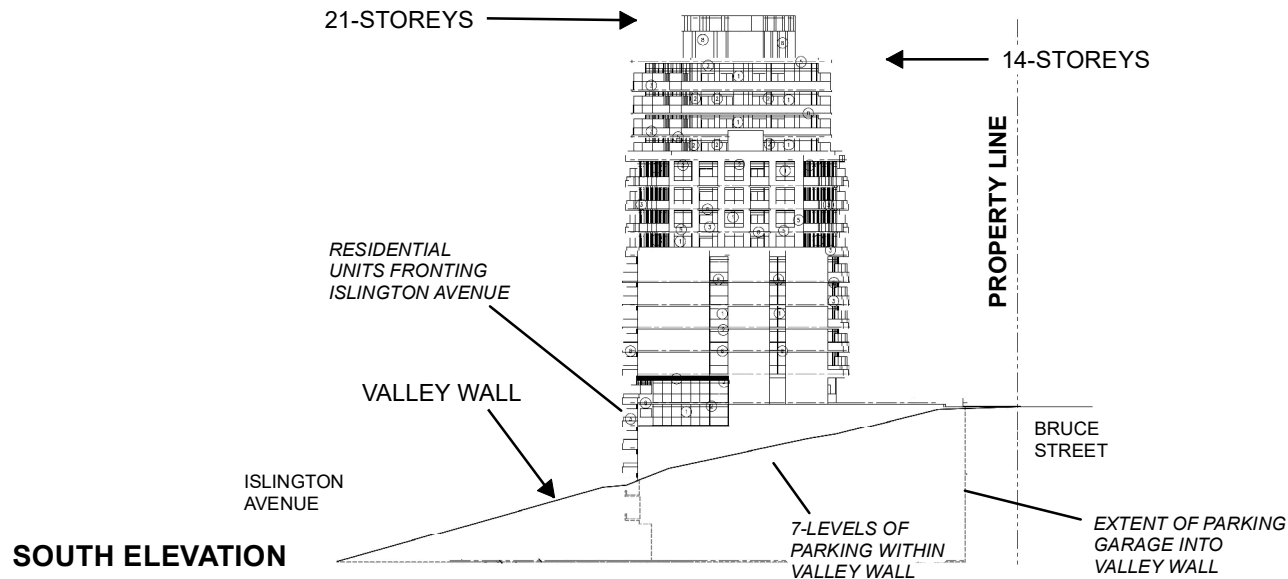 21-STOREYS
14-STOREYS
PROPERTY LINE
RESIDENTIAL
UNITS FRONTING
ISLINGTON AVENUE
VALLEY WALL
BRUCE
STREET
ISLINGTON
AVENUE
7-LEVELS OF
PARKING WITHIN
VALLEY WALL
EXTENT OF PARKING
GARAGE INTO
VALLEY WALL
SOUTH ELEVATION